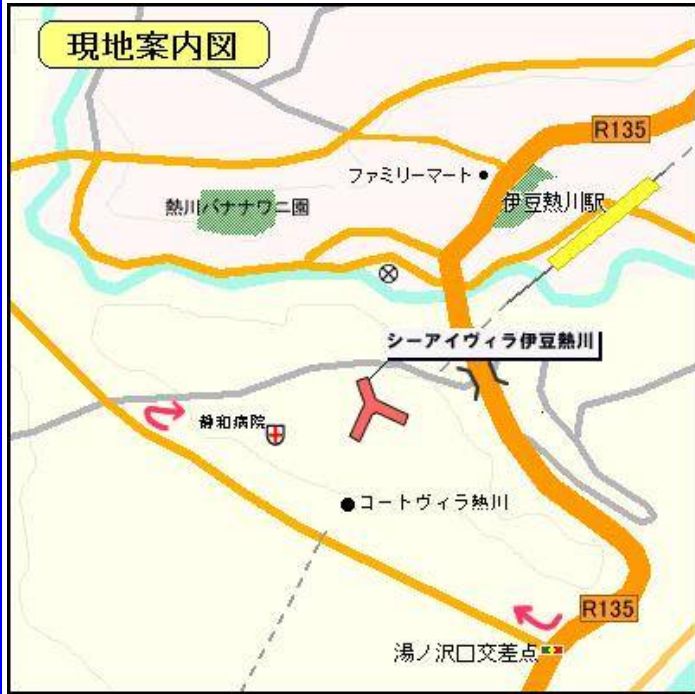 現地案内図
R135
ファミリーマート
熱川バナナワニ園
伊豆熱川駅
シーアイヴィラ伊豆熱川
静和病院
コートヴィラ熱川
R135
湯ノ沢口交差点